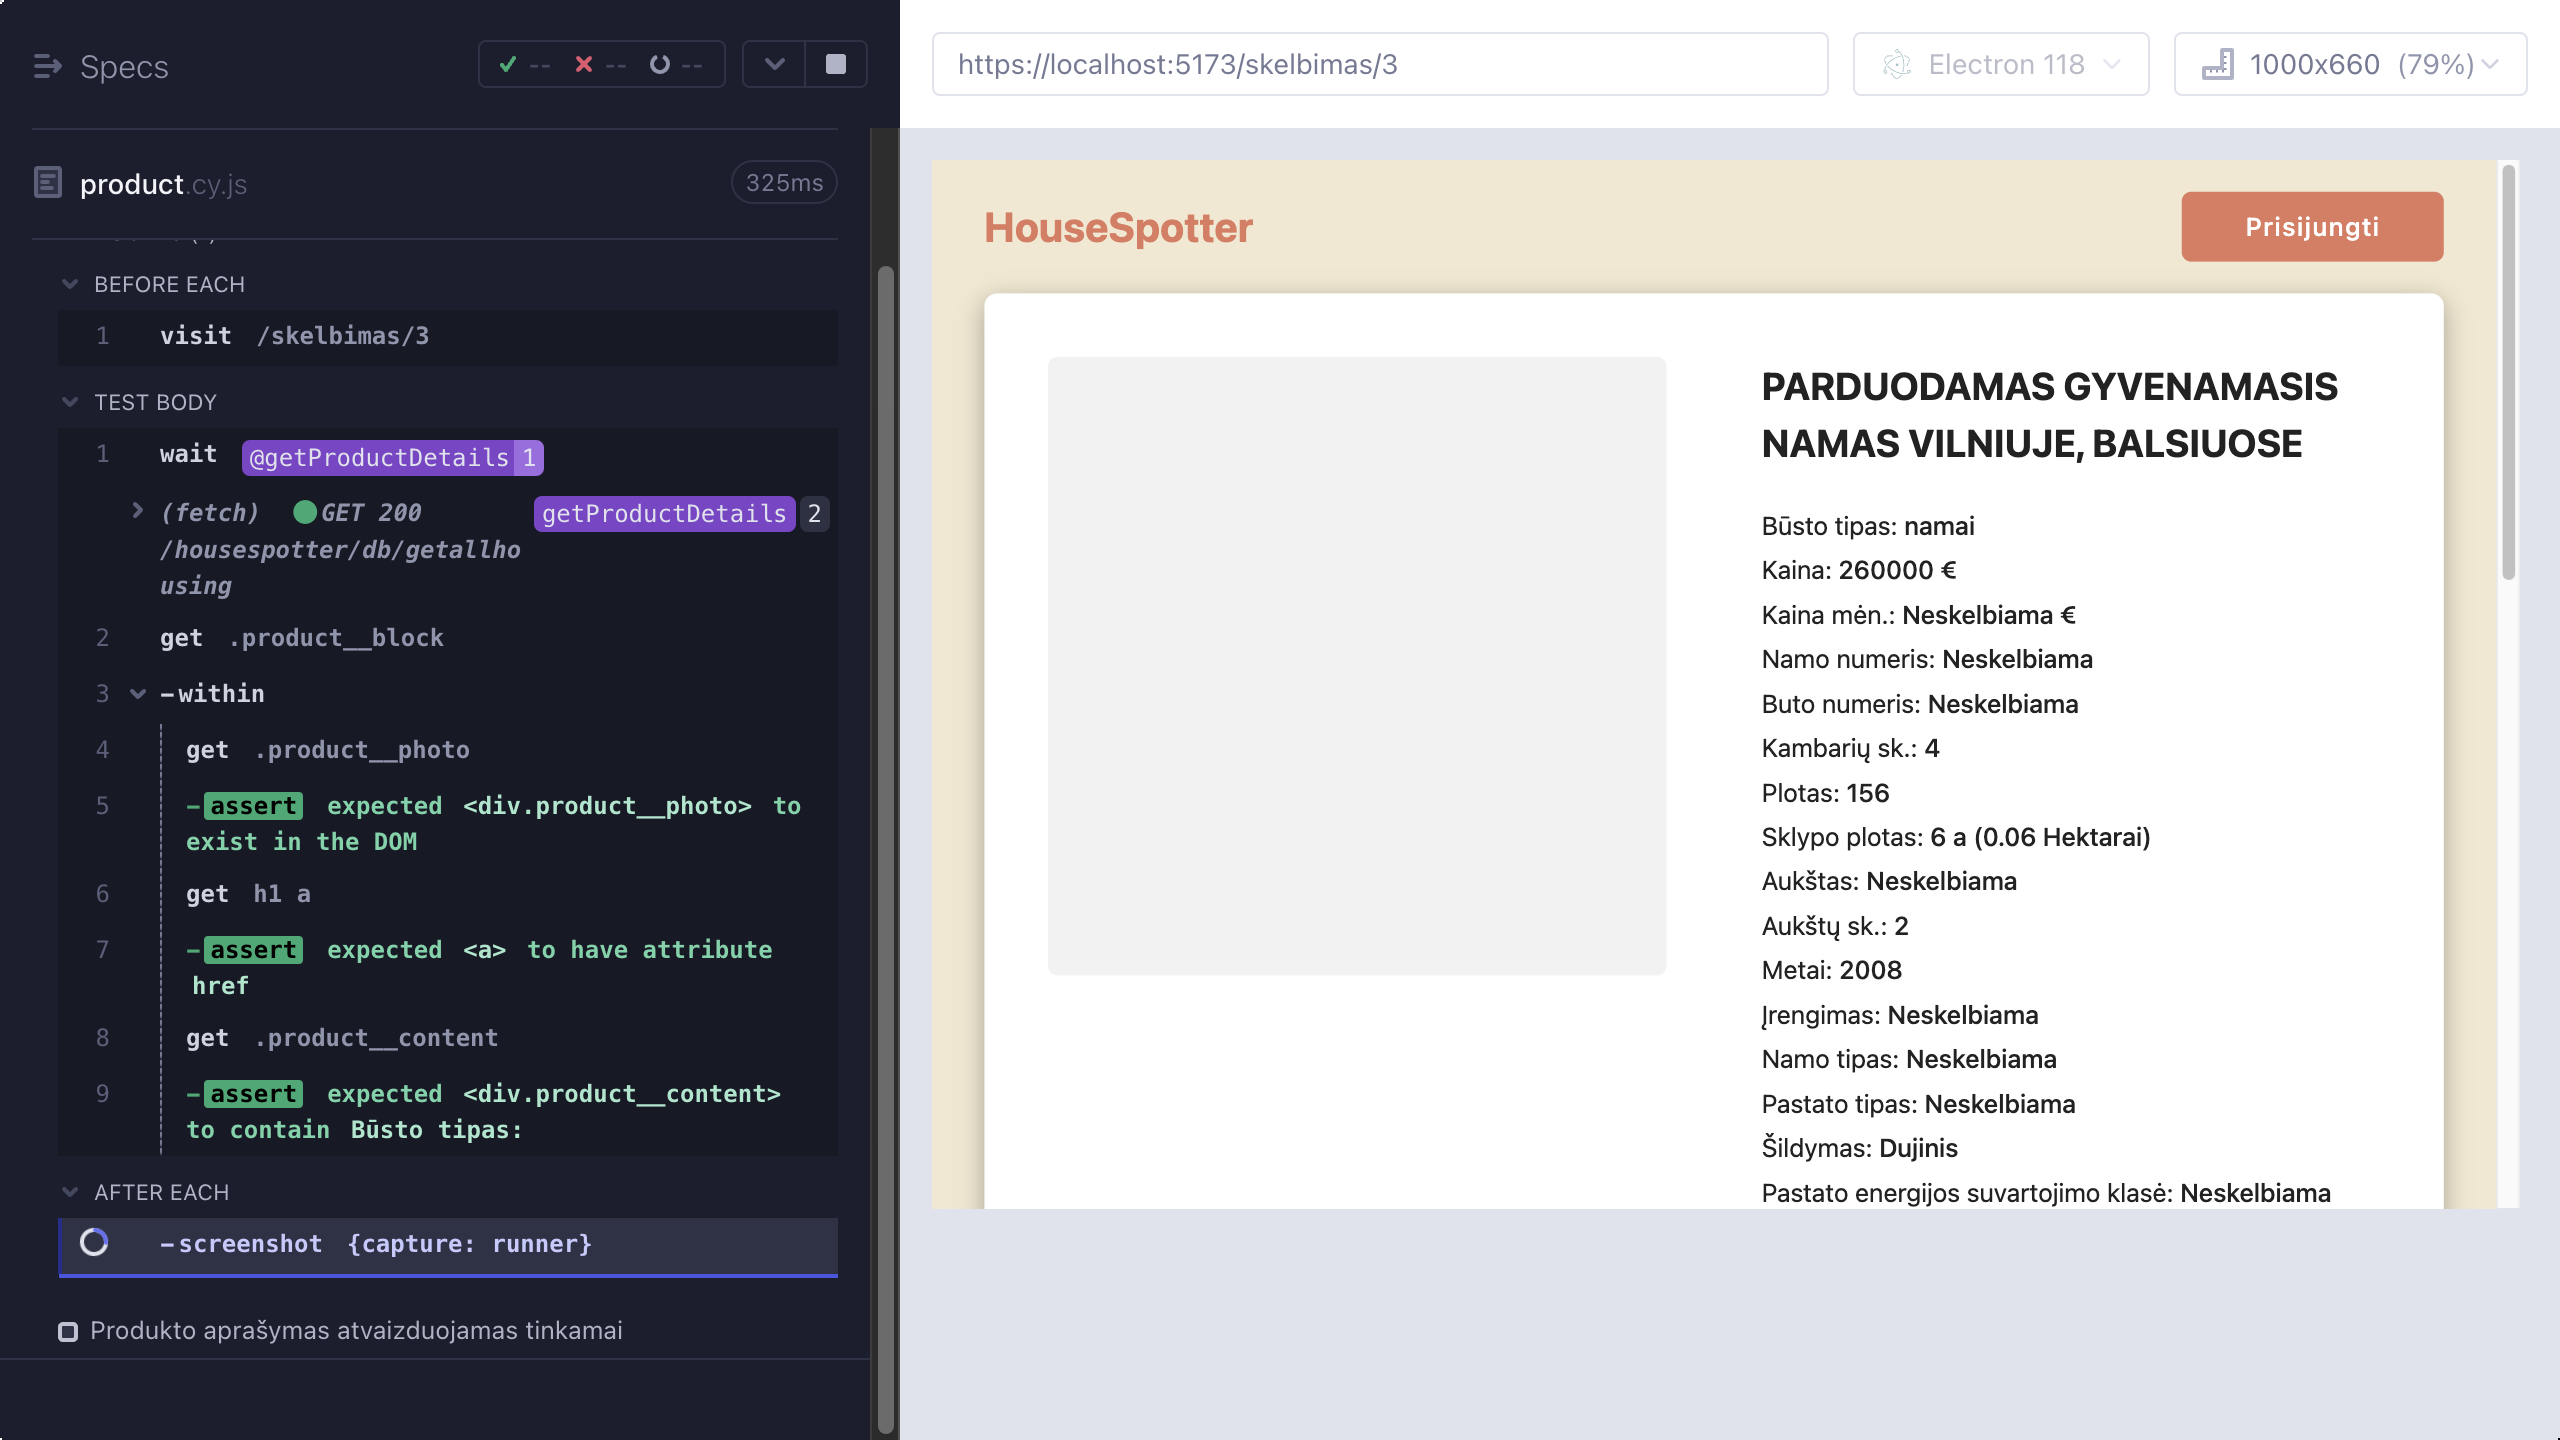 Specs
-- -- --
product.cy.js
325ms
BEFORE EACH
1 visit /skelbimas/3
TEST BODY
1 wait @getProductDetails 1
(fetch) GET 200 getProductDetails 2
/housespotter/db/getallho
using
2 get .product__block
3 -within
4 get .product__photo
5 -assert expected <div.product__photo> to
exist in the DOM
6 get h1 a
7 -assert expected <a> to have attribute
href
8 get .product__content
9 -assert expected <div.product__content>
to contain Būsto tipas:
AFTER EACH
-screenshot {capture: runner}
Produkto aprašymas atvaizduojamas tinkamai
https://localhost:5173/skelbimas/3
Electron 118
1000x660 (79%)
HouseSpotter
Prisijungti
PARDUODAMAS GYVENAMASIS
NAMAS VILNIUJE, BALSIUOSE
Būsto tipas: namai
Kaina: 260000 €
Kaina mėn.: Neskelbiama €
Namo numeris: Neskelbiama
Buto numeris: Neskelbiama
Kambarių sk.: 4
Plotas: 156
Sklypo plotas: 6 a (0.06 Hektarai)
Aukštas: Neskelbiama
Aukštų sk.: 2
Metai: 2008
Įrengimas: Neskelbiama
Namo tipas: Neskelbiama
Pastato tipas: Neskelbiama
Šildymas: Dujinis
Pastato energijos suvartojimo klasė: Neskelbiama